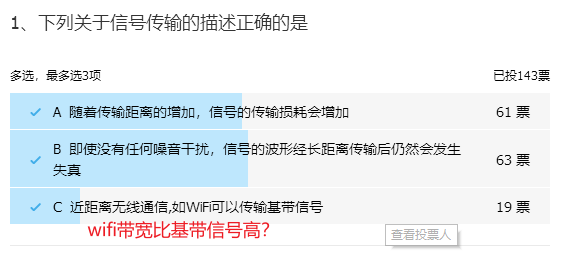 1、下列关于信号传输的描述正确的是
多选，最多选3项 已投143票
A 随着传输距离的增加，信号的传输损耗会增加 61 票
B 即使没有任何噪音干扰，信号的波形经长距离传输后仍然会发生
失真 63 票
C 近距离无线通信,如WiFi可以传输基带信号 19 票
wifi带宽比基带信号高?
查看投票人